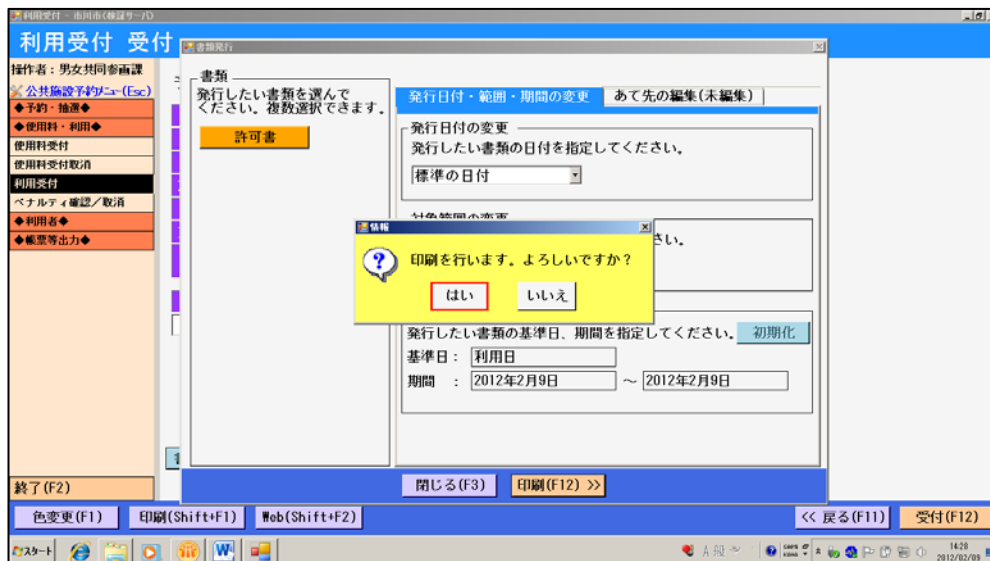 利用受付 - 市川市(検証サーバ)
利用受付 受付
操作者：男女共同参画課
公共施設予約メニュー(Esc)
◆予約・抽選◆
◆使用料・利用◆
使用料受付
使用料受付取消
利用受付
ペナルティ確認／取消
◆利用者◆
◆帳票等出力◆
終了(F2)
書類発行
書類
発行したい書類を選んで
ください。複数選択できます。
許可書
発行日付・範囲・期間の変更
あて先の編集(未編集)
発行日付の変更
発行したい書類の日付を指定してください。
標準の日付
対象範囲の変更
さい。
情報
印刷を行います。よろしいですか？
はい
いいえ
発行したい書類の基準日、期間を指定してください。
初期化
基準日： 利用日
期間 ： 2012年2月9日 ～ 2012年2月9日
閉じる(F3)
印刷(F12) >>
色変更(F1)
印刷(Shift+F1)
Web(Shift+F2)
<< 戻る(F11)
受付(F12)
スタート
A 般
CAPS
KANA
14:28
2012/02/09